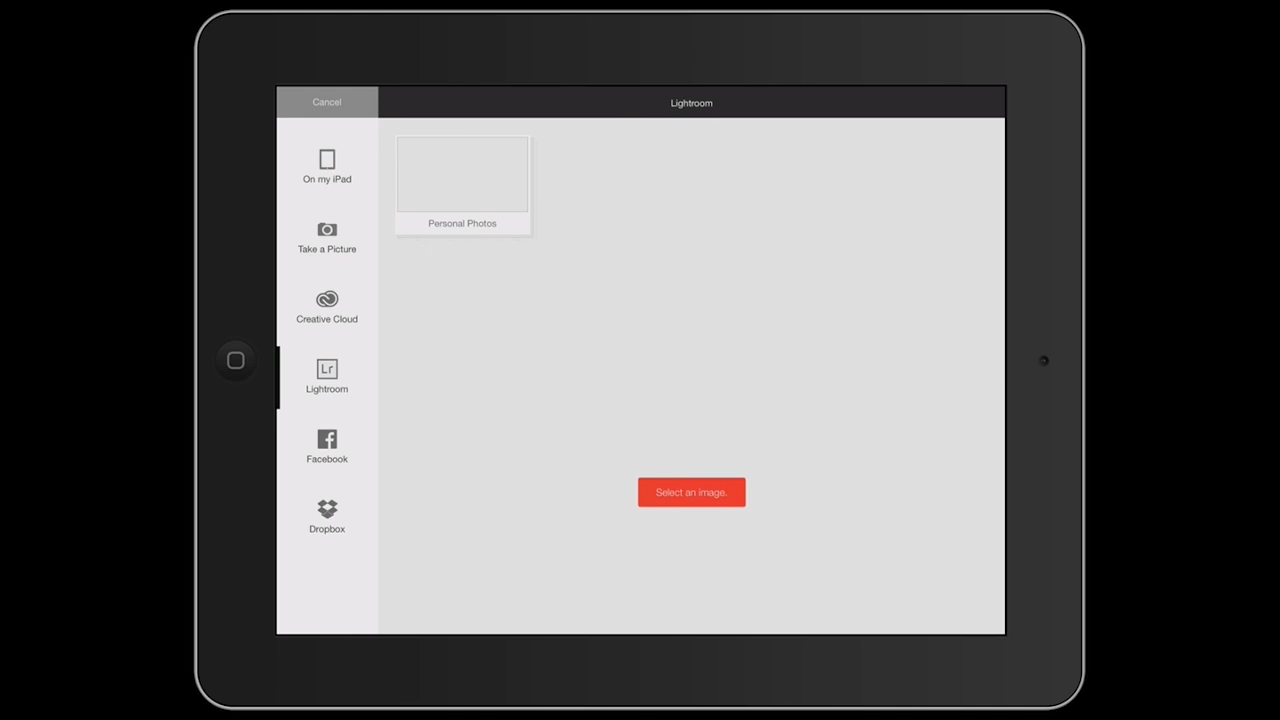 Cancel
Lightroom
On my iPad
Personal Photos
Take a Picture
Creative Cloud
Lr
Lightroom
Facebook
Select an image.
Dropbox